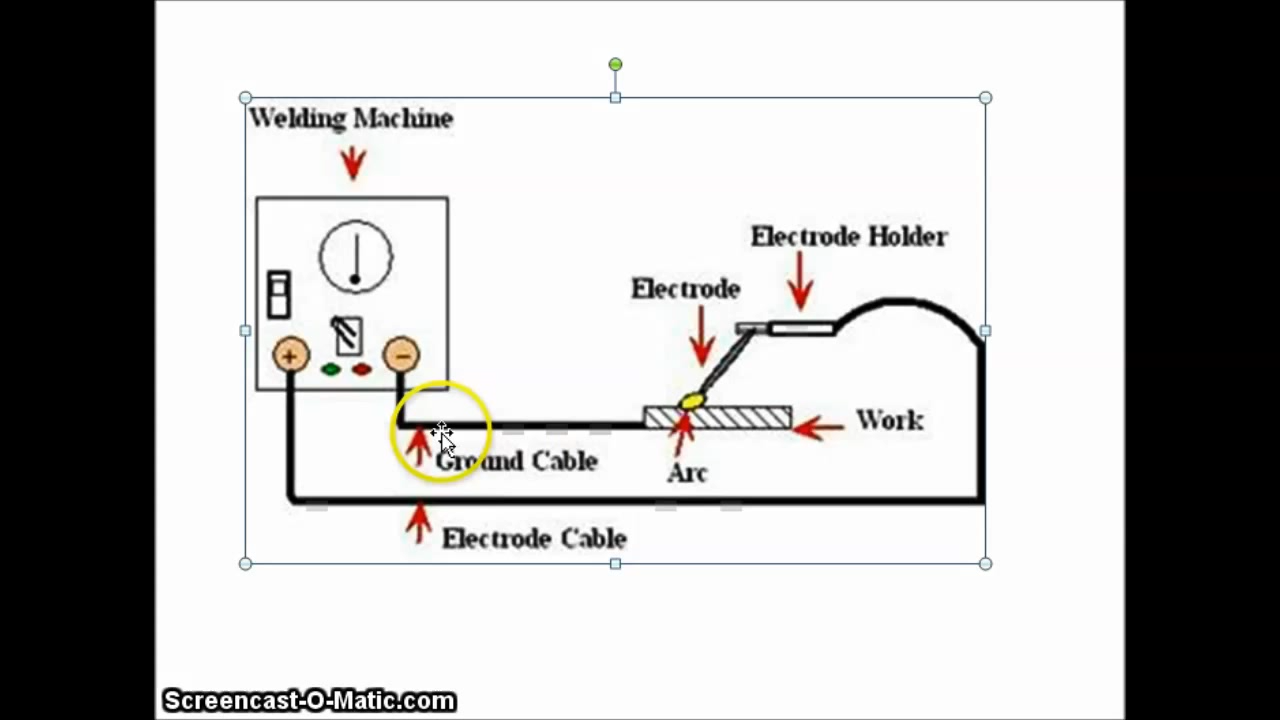 Welding Machine
Electrode Holder
Electrode
+
−
Work
Ground Cable
Arc
Electrode Cable
Screencast-O-Matic.com